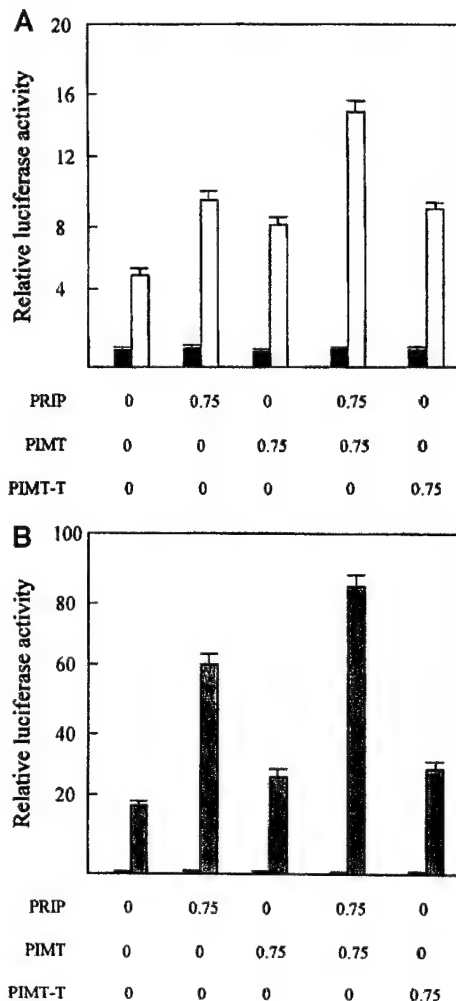 A
Relative luciferase activity
20
16
12
8
4
PRIP 0 0.75 0 0.75 0
PIMT 0 0 0.75 0.75 0
PIMT-T 0 0 0 0 0.75
B
Relative luciferase activity
100
80
60
40
20
PRIP 0 0.75 0 0.75 0
PIMT 0 0 0.75 0.75 0
PIMT-T 0 0 0 0 0.75